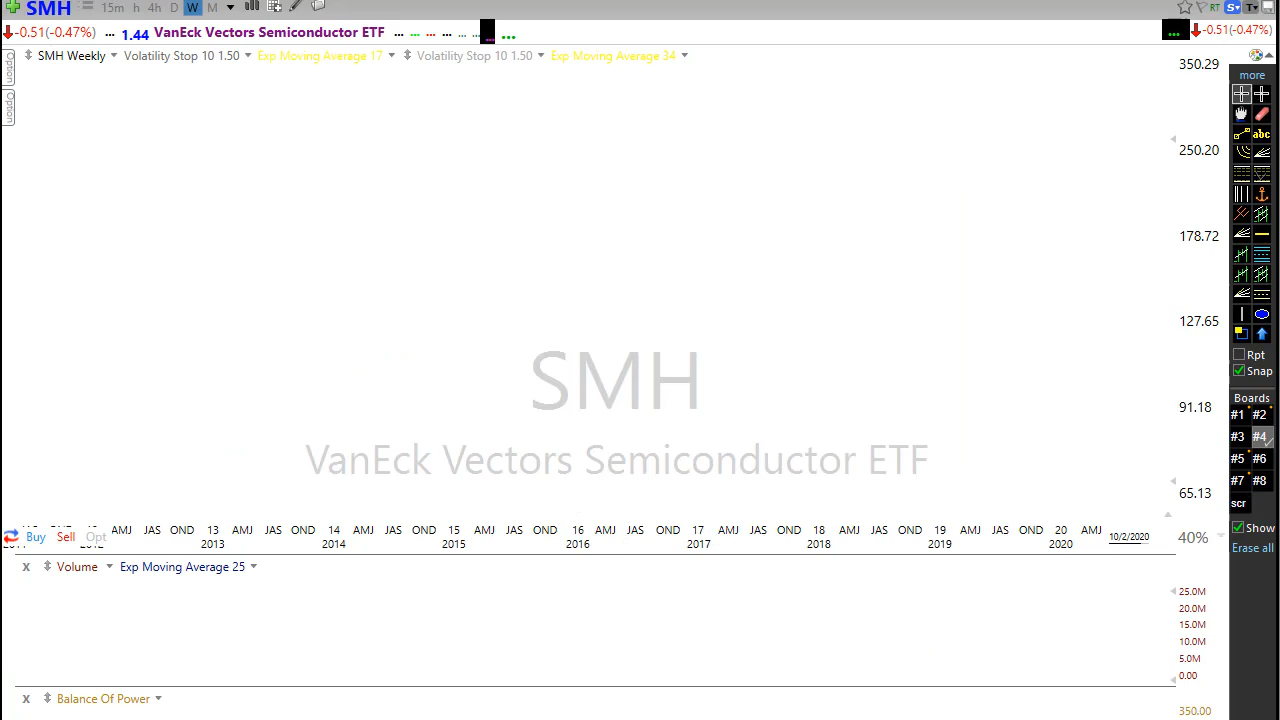 SMH 15m h 4h D W M RT S T
-0.51(-0.47%) ... 1.44 VanEck Vectors Semiconductor ETF ... ... ... ... ... ... ... ... ... -0.51(-0.47%)
SMH Weekly Volatility Stop 10 1.50 Exp Moving Average 17 Volatility Stop 10 1.50 Exp Moving Average 34
Option
Option
350.29
250.20
178.72
127.65
91.18
65.13
40%
SMH
VanEck Vectors Semiconductor ETF
more
abc
Rpt
Snap
Boards
#1 #2
#3 #4
#5 #6
#7 #8
scr
Show
Erase all
AMJ JAS OND 13 AMJ JAS OND 14 AMJ JAS OND 15 AMJ JAS OND 16 AMJ JAS OND 17 AMJ JAS OND 18 AMJ JAS OND 19 AMJ JAS OND 20 AMJ 10/2/2020
2013 2014 2015 2016 2017 2018 2019 2020
Buy Sell Opt
x Volume Exp Moving Average 25
25.0M
20.0M
15.0M
10.0M
5.0M
0.00
x Balance Of Power
350.00